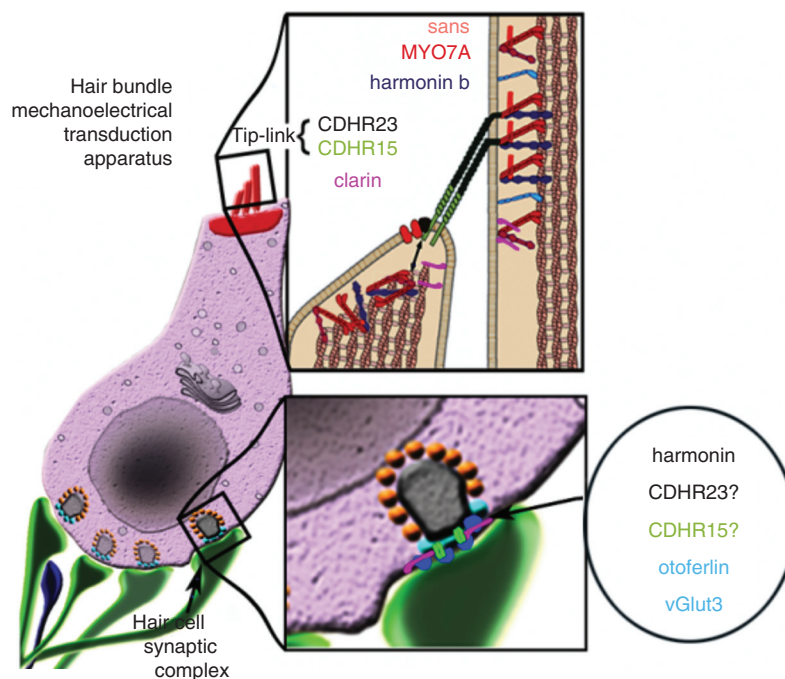 sans
MYO7A
harmonin b
Hair bundle
mechanoelectrical
transduction
apparatus
Tip-link
CDHR23
CDHR15
clarin
harmonin
CDHR23?
CDHR15?
otoferlin
vGlut3
Hair cell
synaptic
complex